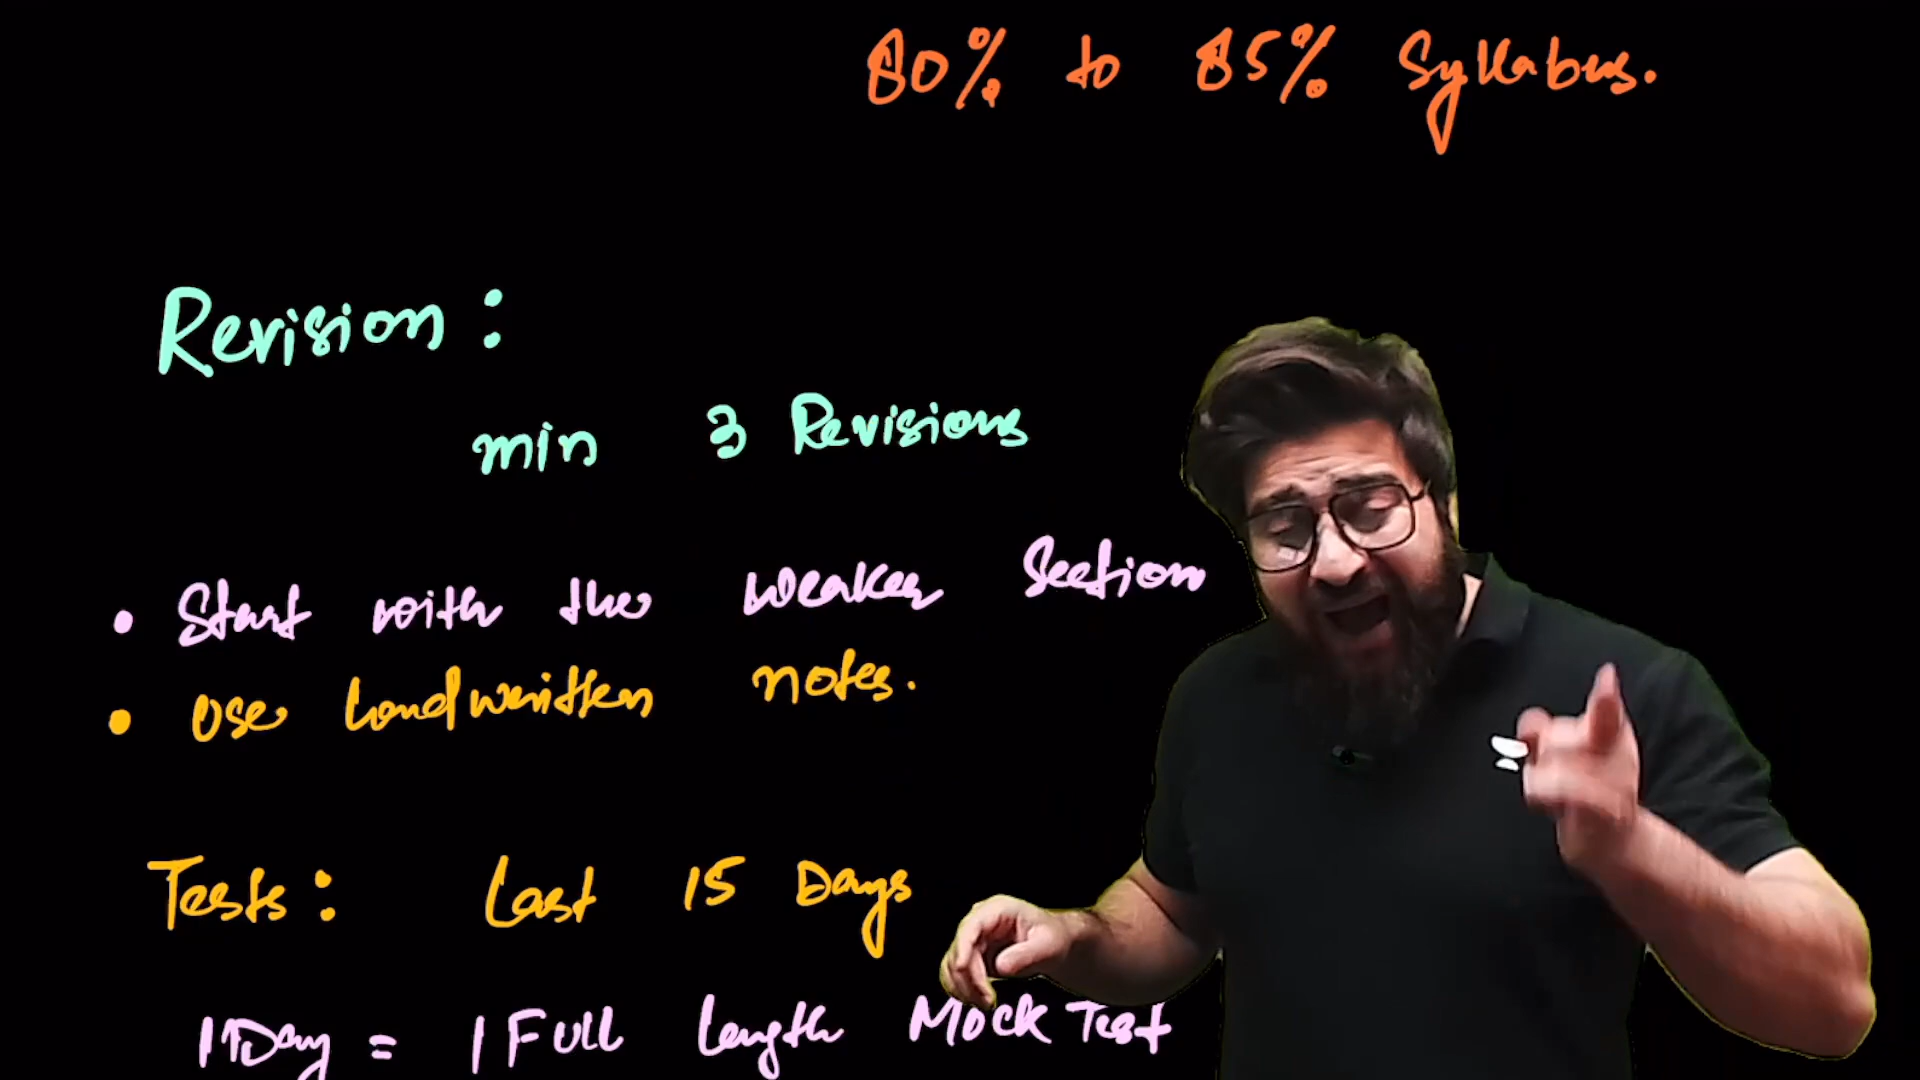 80% to 85% Syllabus.
Revision :
min 3 Revisions
• Start with the weaker Section
• Use handwritten notes.
Tests : Last 15 Days
1 Day = 1 Full length Mock Test